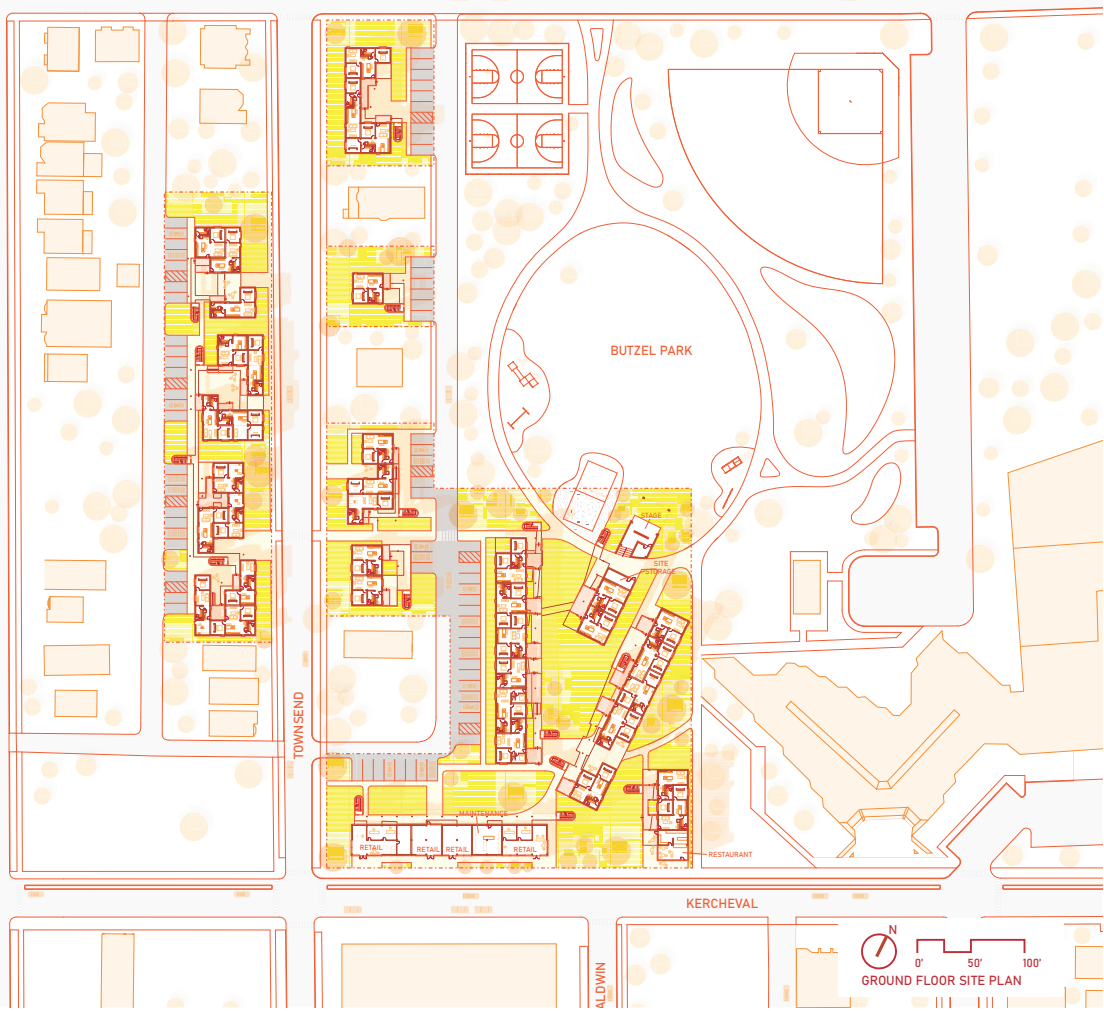 BUTZEL PARK
STAGE
SITE
STORAGE
TOWNSEND
MAINTENANCE
RETAIL
RETAIL
RETAIL
RETAIL
RESTAURANT
KERCHEVAL
ALDWIN
N
0'
50'
100'
GROUND FLOOR SITE PLAN